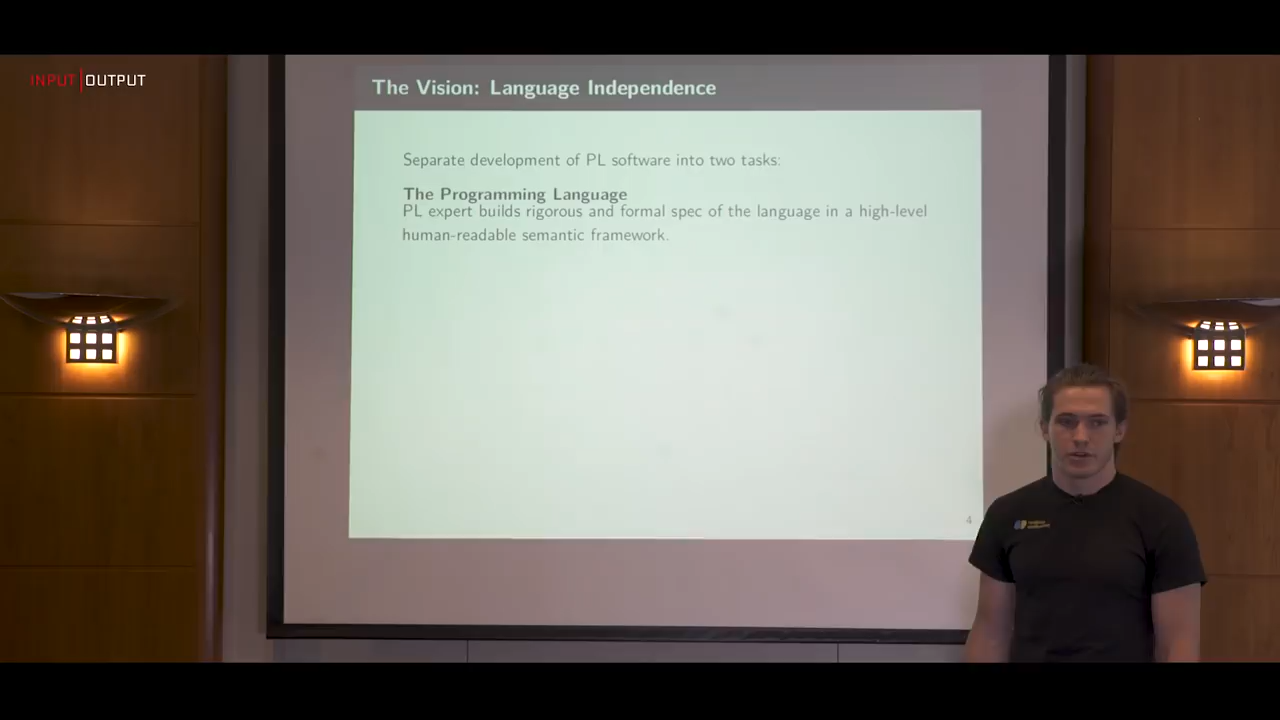 INPUT|OUTPUT
The Vision: Language Independence
Separate development of PL software into two tasks:
The Programming Language
PL expert builds rigorous and formal spec of the language in a high-level
human-readable semantic framework.
4